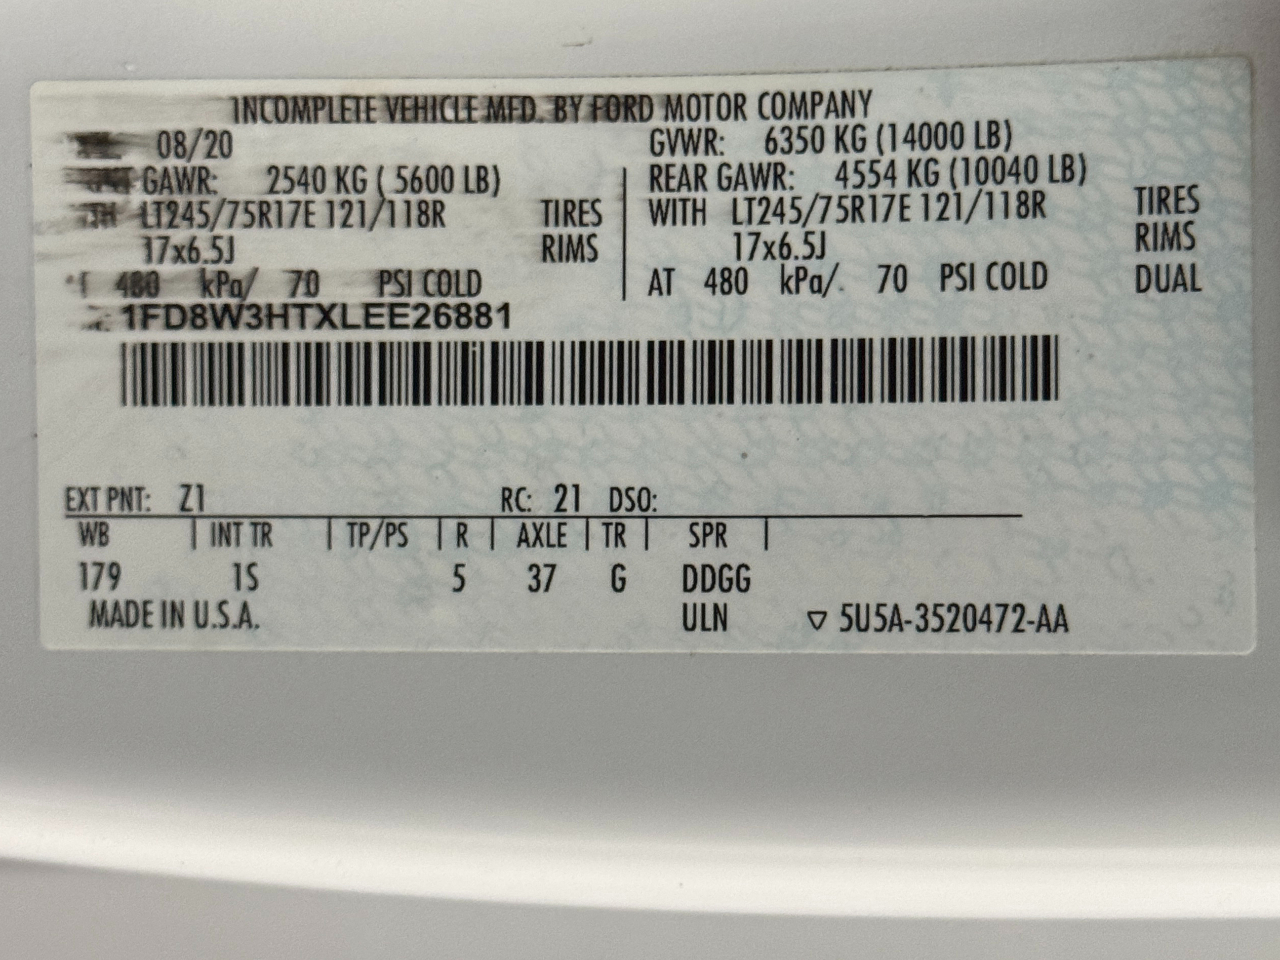 INCOMPLETE VEHICLE MFD. BY FORD MOTOR COMPANY
08/20 GVWR: 6350 KG (14000 LB)
GAWR: 2540 KG ( 5600 LB) REAR GAWR: 4554 KG (10040 LB)
LT245/75R17E 121/118R TIRES WITH LT245/75R17E 121/118R TIRES
17x6.5J RIMS 17x6.5J RIMS
480 kPa/ 70 PSI COLD AT 480 kPa/. 70 PSI COLD DUAL
1FD8W3HTXLEE26881
EXT PNT: Z1 RC: 21 DSO:
WB | INT TR | TP/PS | R | AXLE | TR | SPR |
179 1S 5 37 G DDGG
MADE IN U.S.A. ULN ▽ 5U5A-3520472-AA